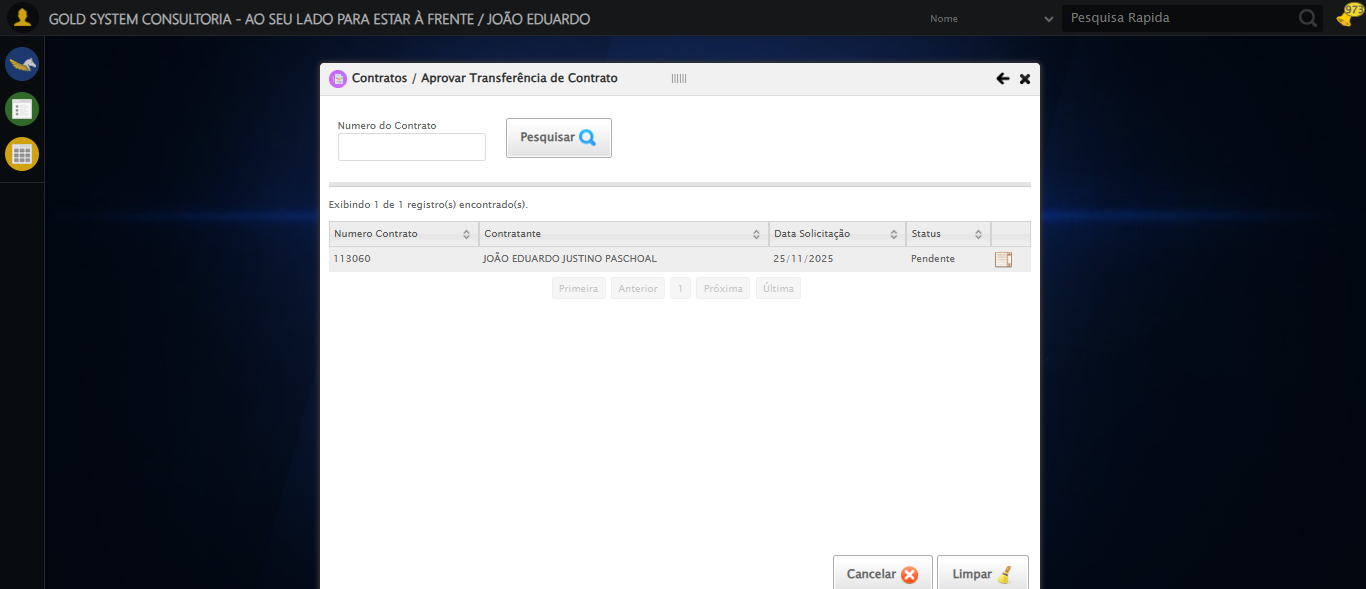 GOLD SYSTEM CONSULTORIA - AO SEU LADO PARA ESTAR À FRENTE / JOÃO EDUARDO
Nome
Pesquisa Rapida
973
Contratos / Aprovar Transferência de Contrato
Numero do Contrato
Pesquisar
Exibindo 1 de 1 registro(s) encontrado(s).
Numero Contrato Contratante Data Solicitação Status
113060 JOÃO EDUARDO JUSTINO PASCHOAL 25/11/2025 Pendente
Primeira Anterior 1 Próxima Última
Cancelar Limpar